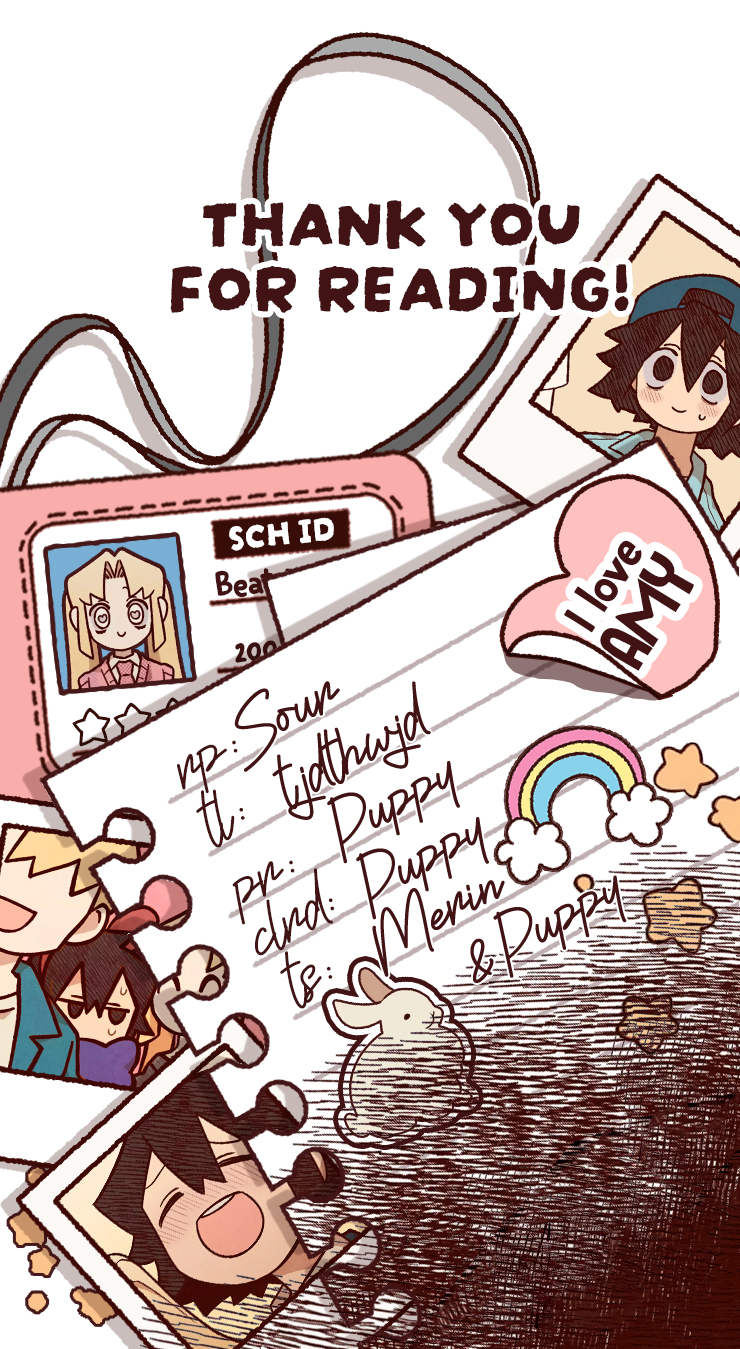 THANK YOU
FOR READING!
SCH ID
I love
AMY
rp: Sour
tl: tjdthwjd
pr: Puppy
clrd: Puppy
ts: Merin
& Puppy